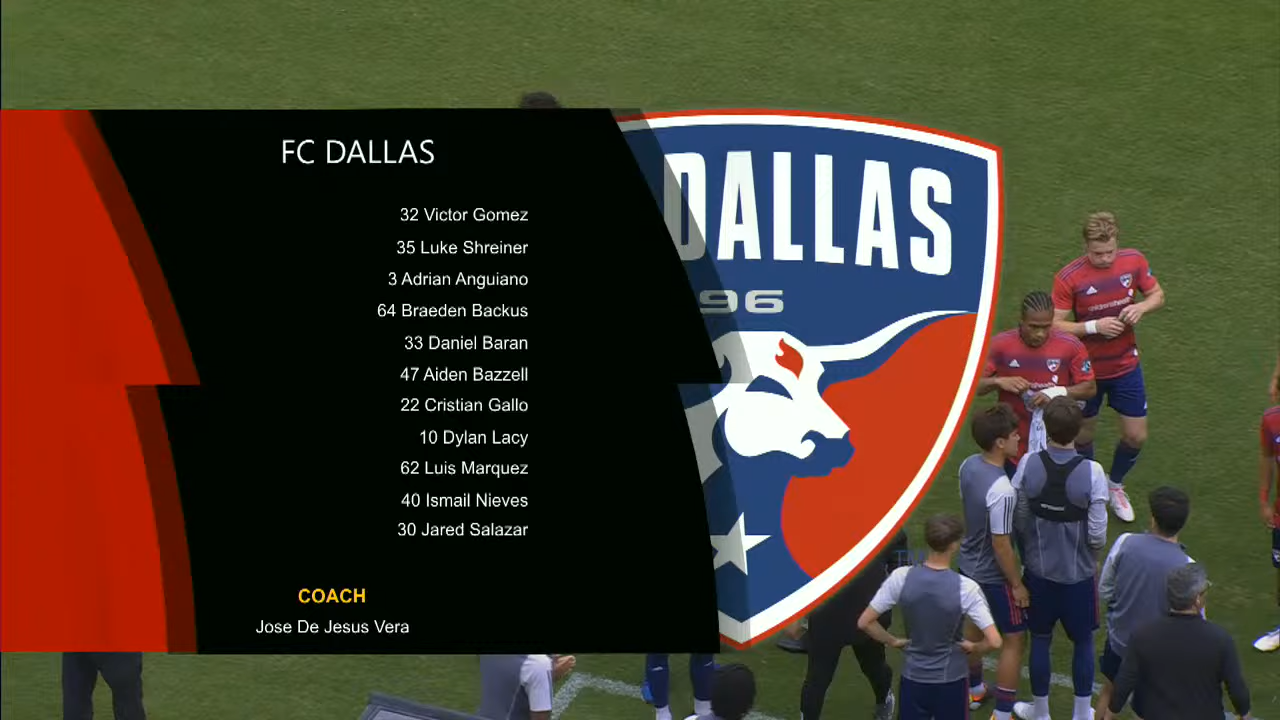 FC DALLAS
32 Victor Gomez
35 Luke Shreiner
3 Adrian Anguiano
64 Braeden Backus
33 Daniel Baran
47 Aiden Bazzell
22 Cristian Gallo
10 Dylan Lacy
62 Luis Marquez
40 Ismail Nieves
30 Jared Salazar
COACH
Jose De Jesus Vera
DALLAS
96
TM